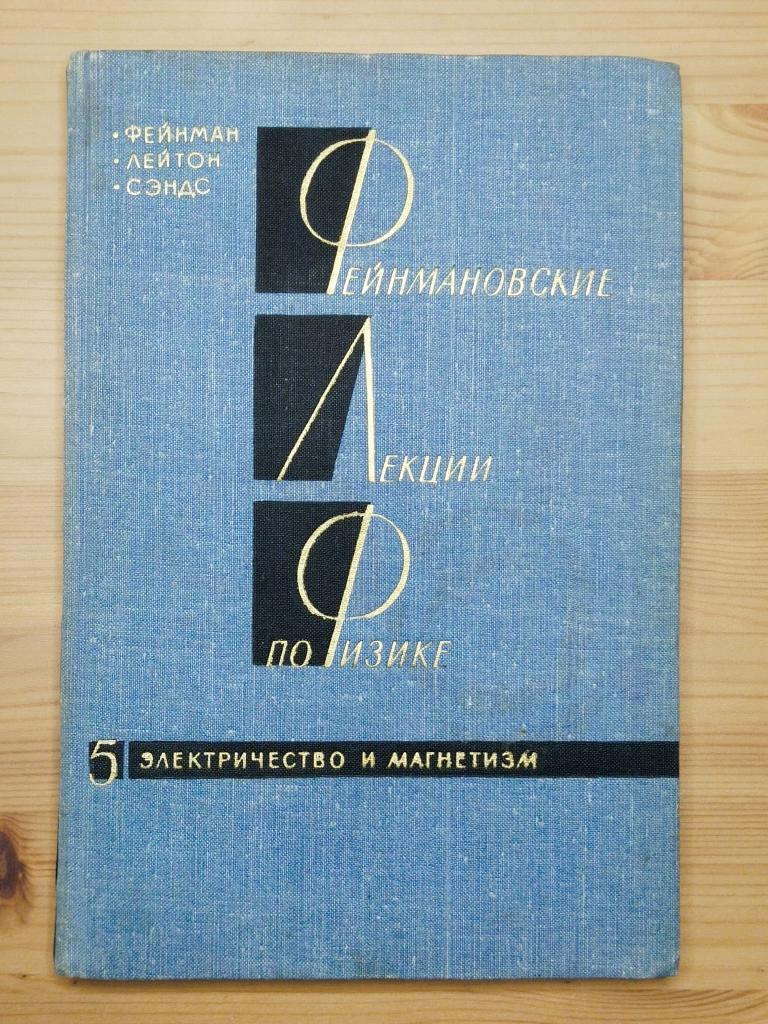 • ФЕЙНМАН
• ЛЕЙТОН
• СЭНДС
ФЕЙНМАНОВСКИЕ
ЛЕКЦИИ
ПО ФИЗИКЕ
5 ЭЛЕКТРИЧЕСТВО И МАГНЕТИЗМ